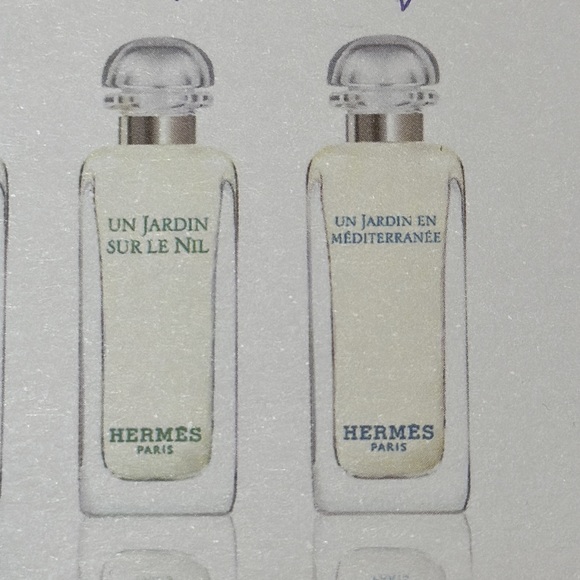 UN JARDIN
SUR LE NIL
HERMÈS
PARIS
UN JARDIN EN
MÉDITERRANÉE
HERMÈS
PARIS